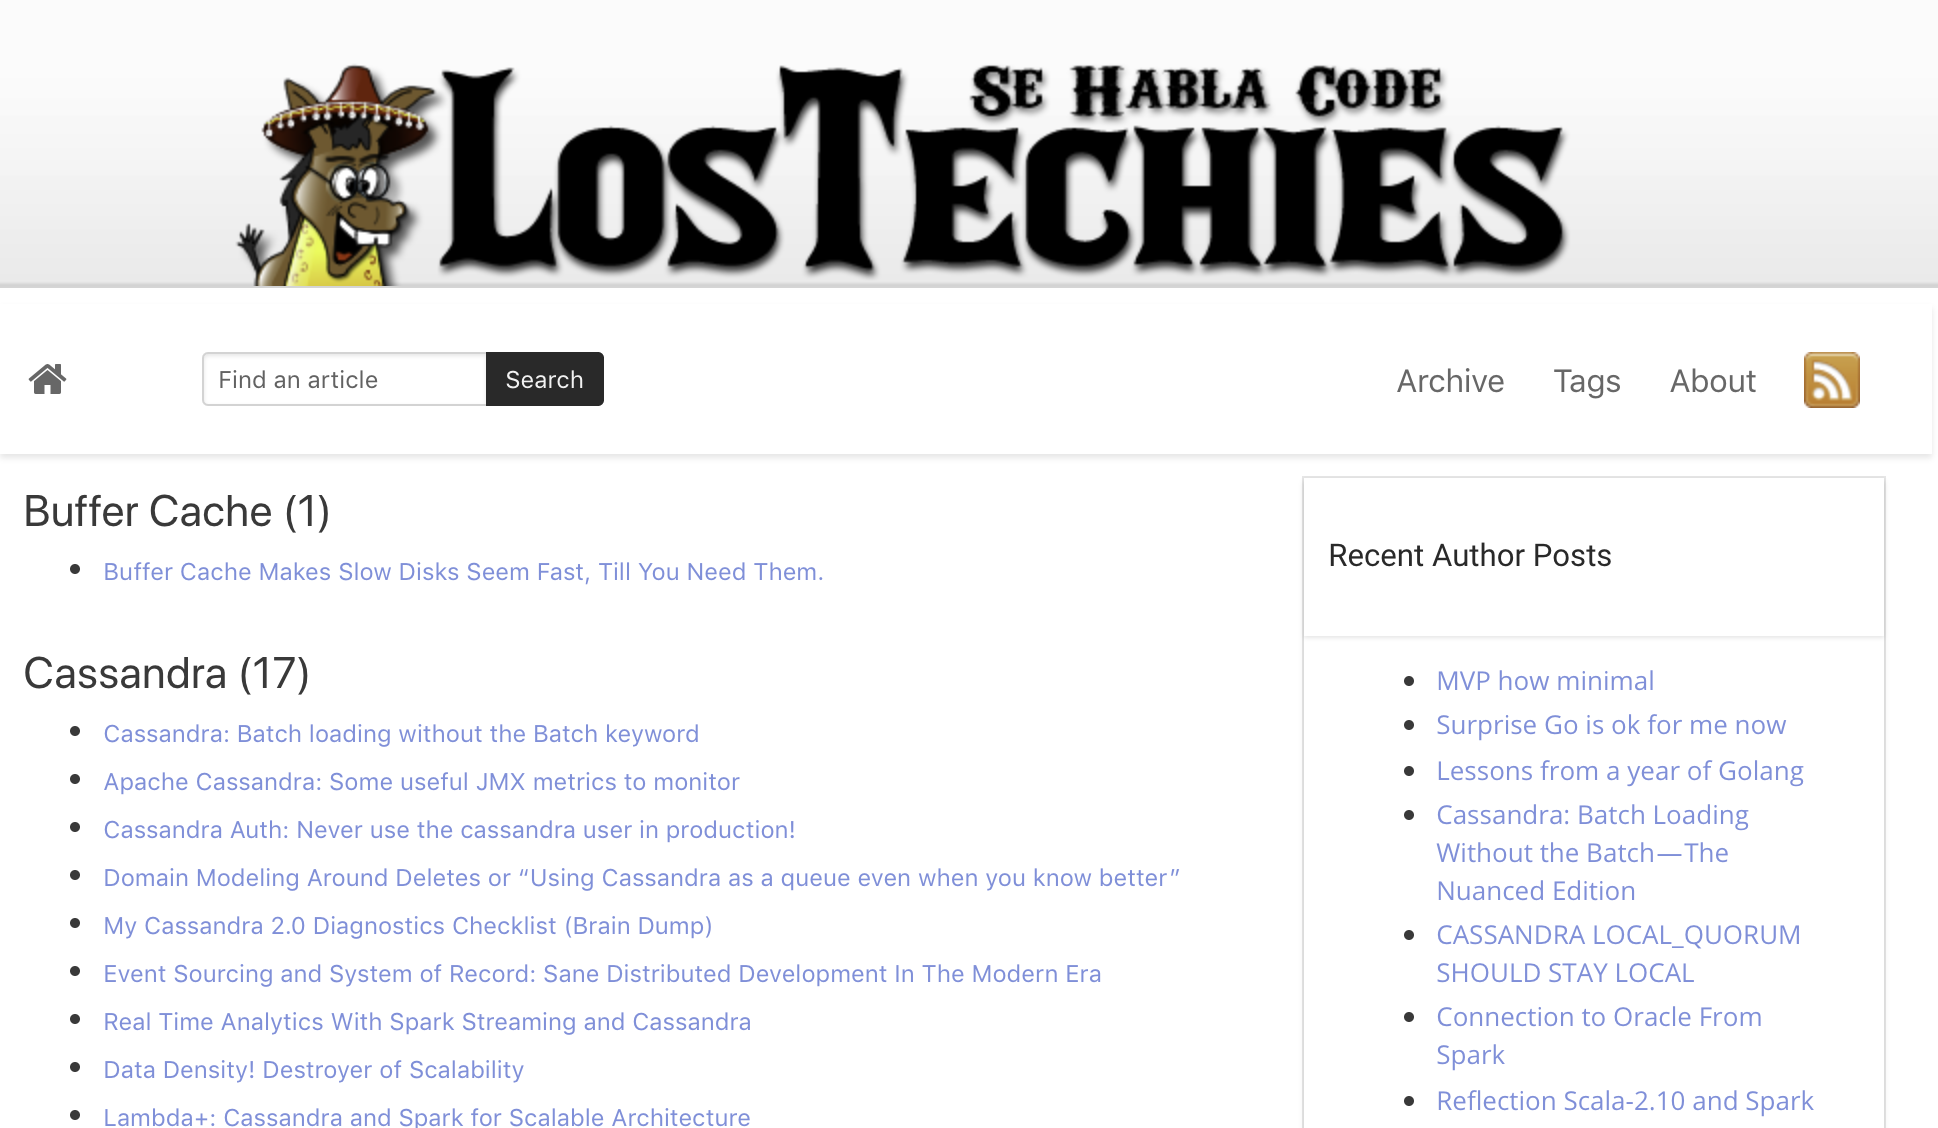 Se Habla Code
LosTechies
Find an article
Search
Archive
Tags
About
Buffer Cache (1)
Buffer Cache Makes Slow Disks Seem Fast, Till You Need Them.
Cassandra (17)
Cassandra: Batch loading without the Batch keyword
Apache Cassandra: Some useful JMX metrics to monitor
Cassandra Auth: Never use the cassandra user in production!
Domain Modeling Around Deletes or “Using Cassandra as a queue even when you know better”
My Cassandra 2.0 Diagnostics Checklist (Brain Dump)
Event Sourcing and System of Record: Sane Distributed Development In The Modern Era
Real Time Analytics With Spark Streaming and Cassandra
Data Density! Destroyer of Scalability
Lambda+: Cassandra and Spark for Scalable Architecture
Recent Author Posts
MVP how minimal
Surprise Go is ok for me now
Lessons from a year of Golang
Cassandra: Batch Loading
Without the Batch—The
Nuanced Edition
CASSANDRA LOCAL_QUORUM
SHOULD STAY LOCAL
Connection to Oracle From
Spark
Reflection Scala-2.10 and Spark